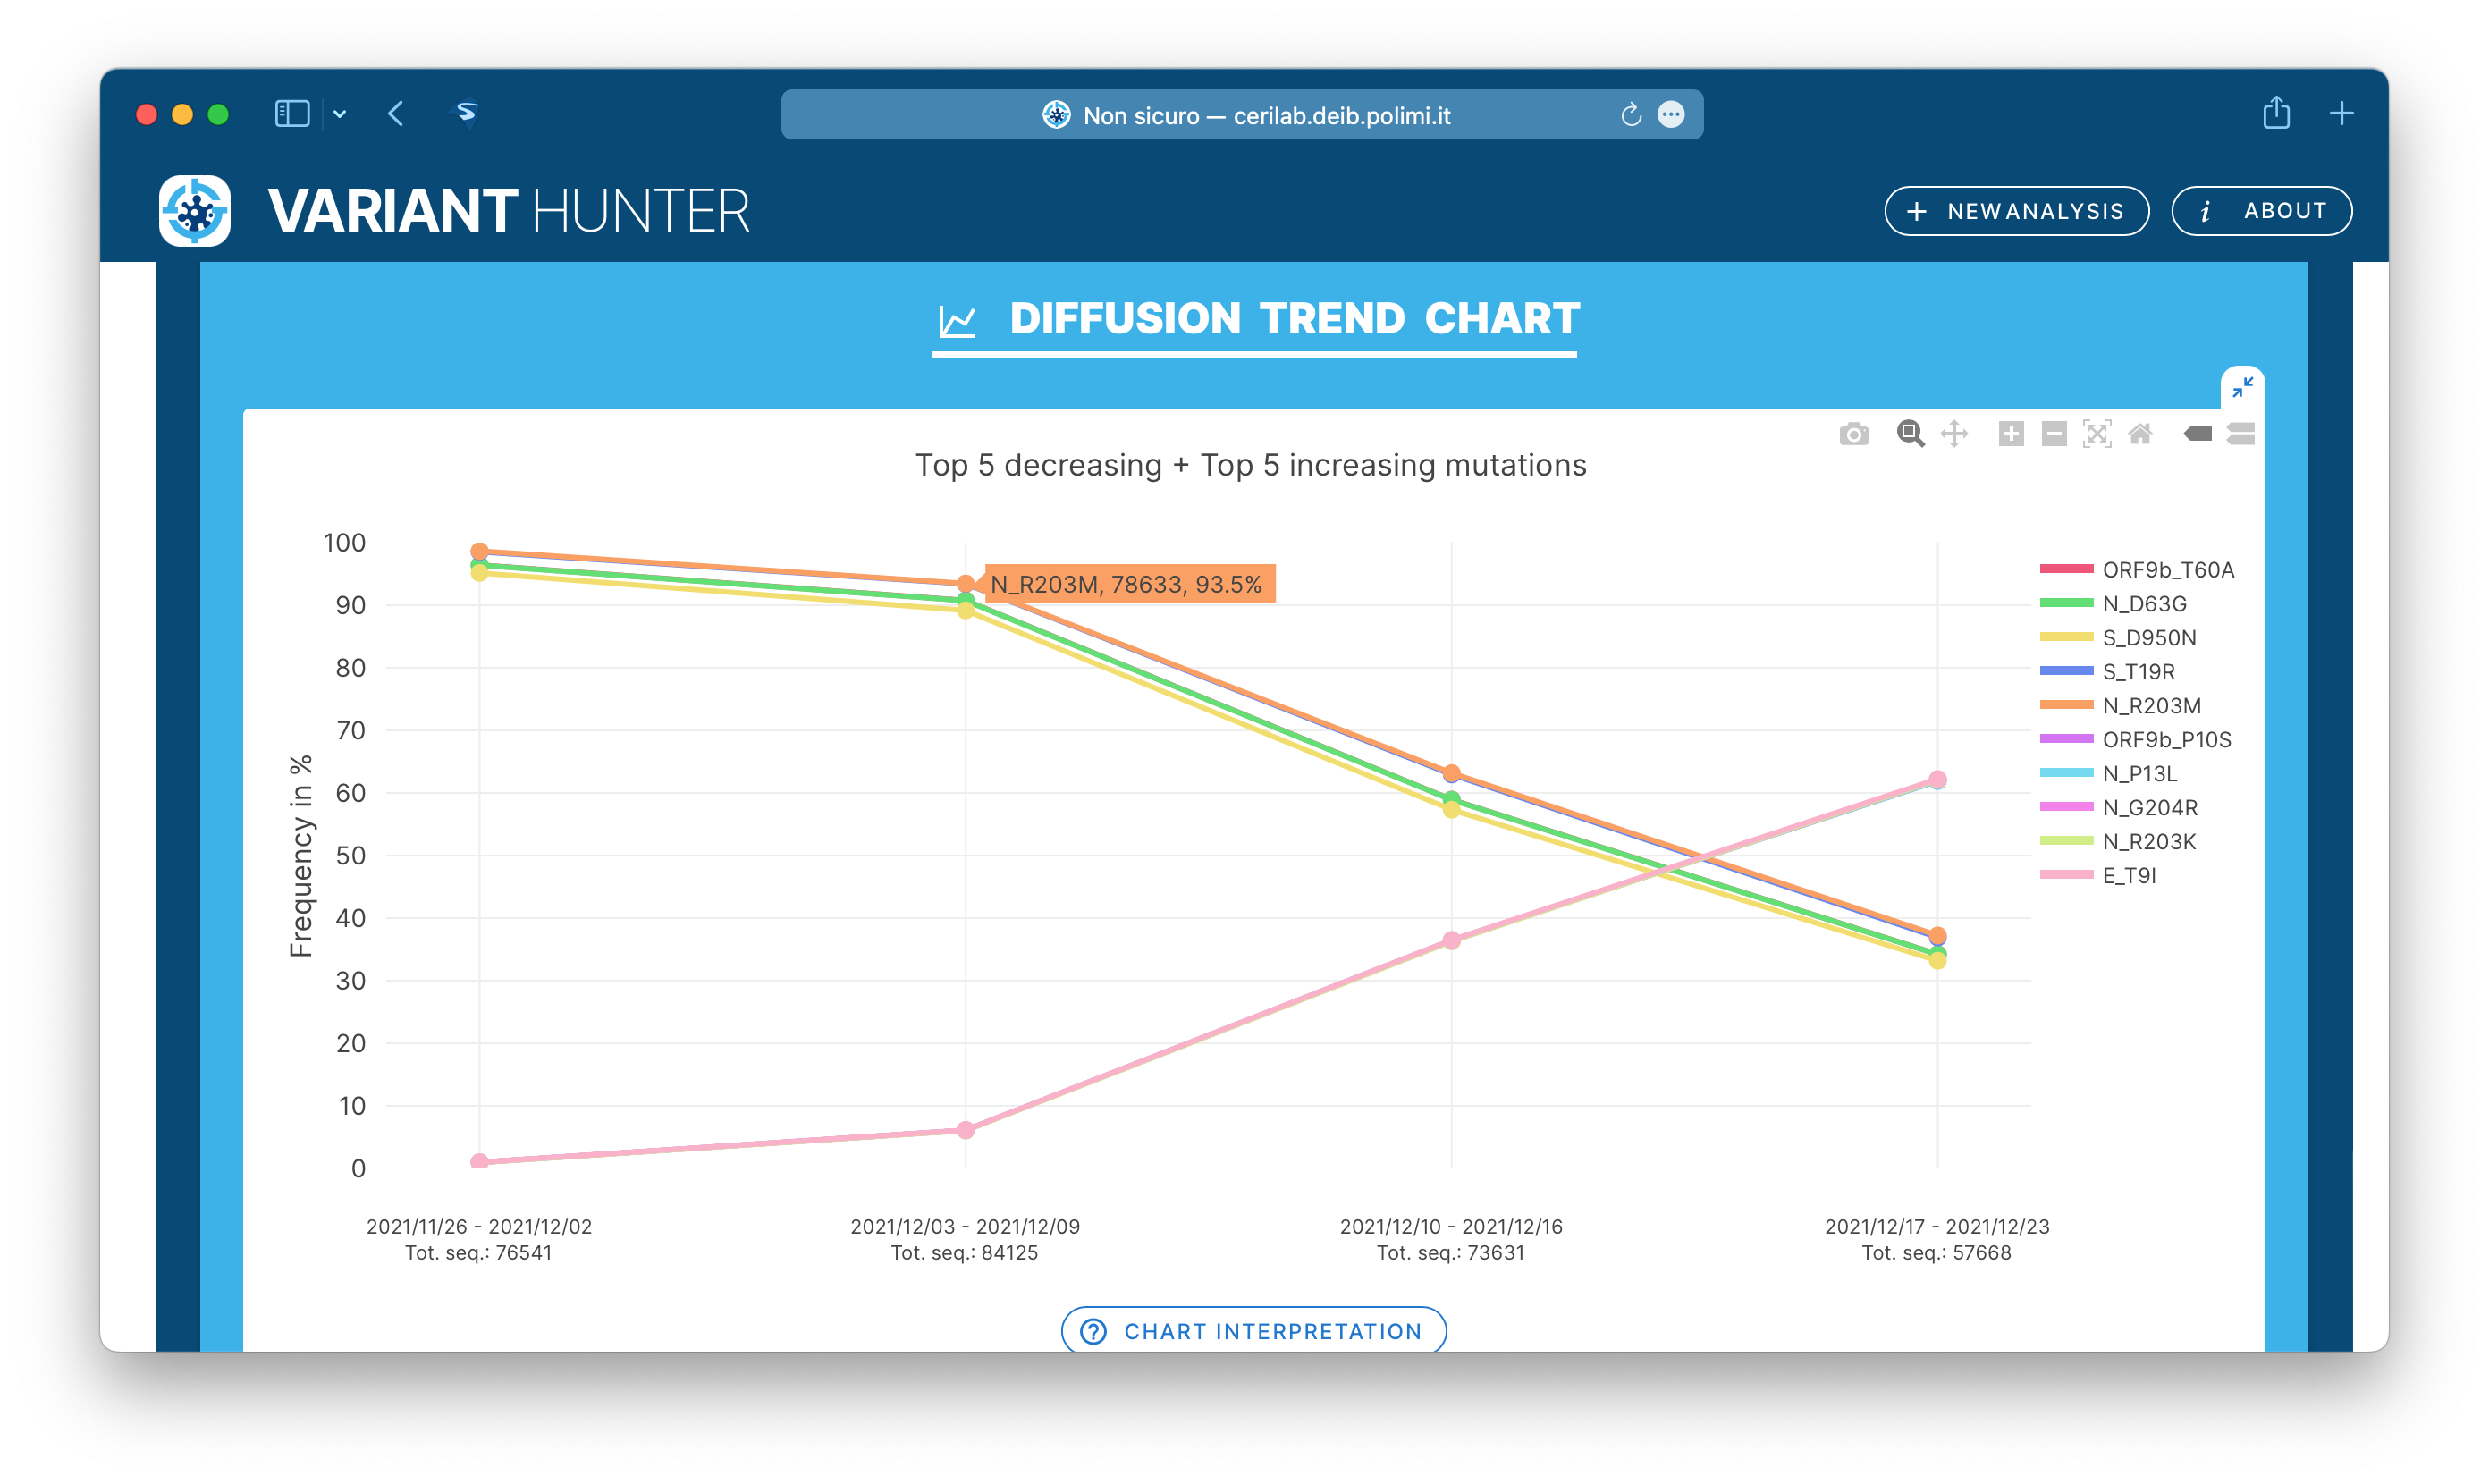 Non sicuro — cerilab.deib.polimi.it
VARIANT HUNTER
+ NEWANALYSIS
i ABOUT
DIFFUSION TREND CHART
Top 5 decreasing + Top 5 increasing mutations
Frequency in %
100
90
80
70
60
50
40
30
20
10
0
N_R203M, 78633, 93.5%
ORF9b_T60A
N_D63G
S_D950N
S_T19R
N_R203M
ORF9b_P10S
N_P13L
N_G204R
N_R203K
E_T9I
2021/11/26 - 2021/12/02
Tot. seq.: 76541
2021/12/03 - 2021/12/09
Tot. seq.: 84125
2021/12/10 - 2021/12/16
Tot. seq.: 73631
2021/12/17 - 2021/12/23
Tot. seq.: 57668
? CHART INTERPRETATION